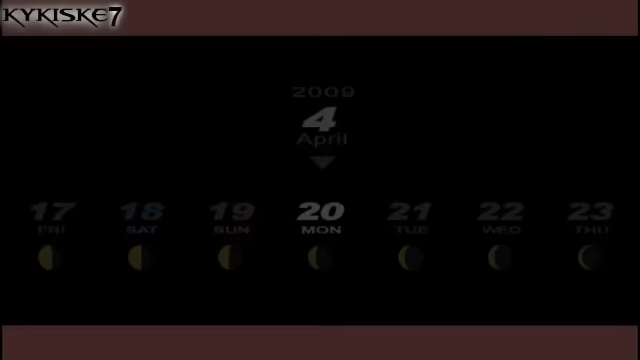 KYKISKE7
2009
4
April
17 18 19 20 21 22 23
FRI SAT SUN MON TUE WED THU